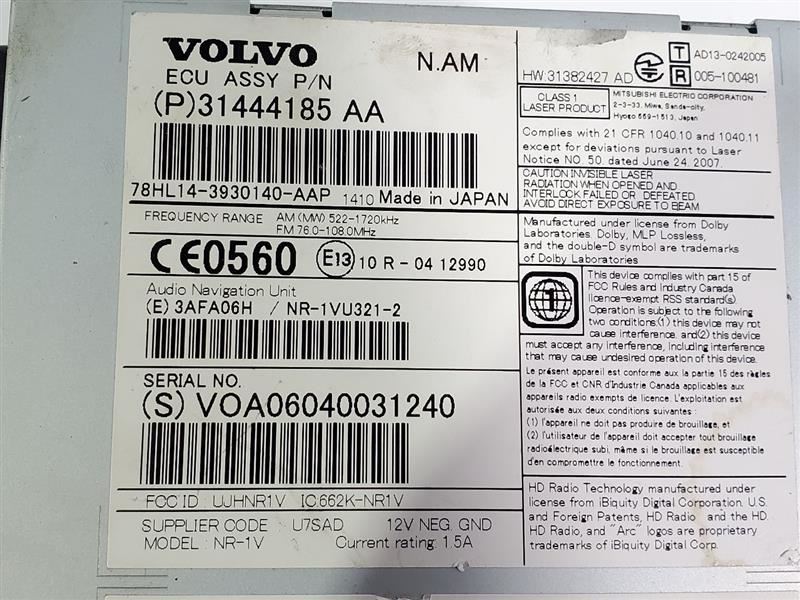 VOLVO
N.AM
ECU ASSY P/N
(P)31444185 AA
78HL14-3930140-AAP 1410 Made in JAPAN
FREQUENCY RANGE AM (MW) 522-1720kHz
FM 76.0-108.0MHz
CE0560 E13 10 R - 04 12990
Audio Navigation Unit
(E) 3AFA06H / NR-1VU321-2
SERIAL NO.
(S) VOA06040031240
FCC ID : UJHNR1V IC:662K-NR1V
SUPPLIER CODE : U7SAD 12V NEG. GND
MODEL : NR-1V Current rating: 1.5A
HW:31382427 AD
T AD13-0242005
R 005-100481
CLASS 1
LASER PRODUCT
MITSUBISHI ELECTRIC CORPORATION
2-3-33, Miwa, Sanda-city,
Hyogo 669-1513, Japan
Complies with 21 CFR 1040.10 and 1040.11
except for deviations pursuant to Laser
Notice NO. 50, dated June 24, 2007.
CAUTION INVISIBLE LASER
RADIATION WHEN OPENED AND
INTERLOCK FAILED OR DEFEATED.
AVOID DIRECT EXPOSURE TO BEAM
Manufactured under license from Dolby
Laboratories. Dolby, MLP Lossless,
and the double-D symbol are trademarks
of Dolby Laboratories
1
This device complies with part 15 of
FCC Rules and Industry Canada
licence-exempt RSS standard(s).
Operation is subject to the following
two conditions:(1) this device may not
cause interference, and(2) this device must
accept any interference, including interference
that may cause undesired operation of this device.
Le présent appareil est conforme aux la partie 15 des règles
de la FCC et CNR d'Industrie Canada applicables aux
appareils radio exempts de licence. L'exploitation est
autorisée aux deux conditions suivantes :
(1) l'appareil ne doit pas produire de brouillage, et
(2) l'utilisateur de l'appareil doit accepter tout brouillage
radioélectrique subi, même si le brouillage est susceptible
d'en compromettre le fonctionnement.
HD Radio Technology manufactured under
license from iBiquity Digital Corporation. U.S.
and Foreign Patents, HD Radio and the HD,
HD Radio, and "Arc" logos are proprietary
trademarks of iBiquity Digital Corp.